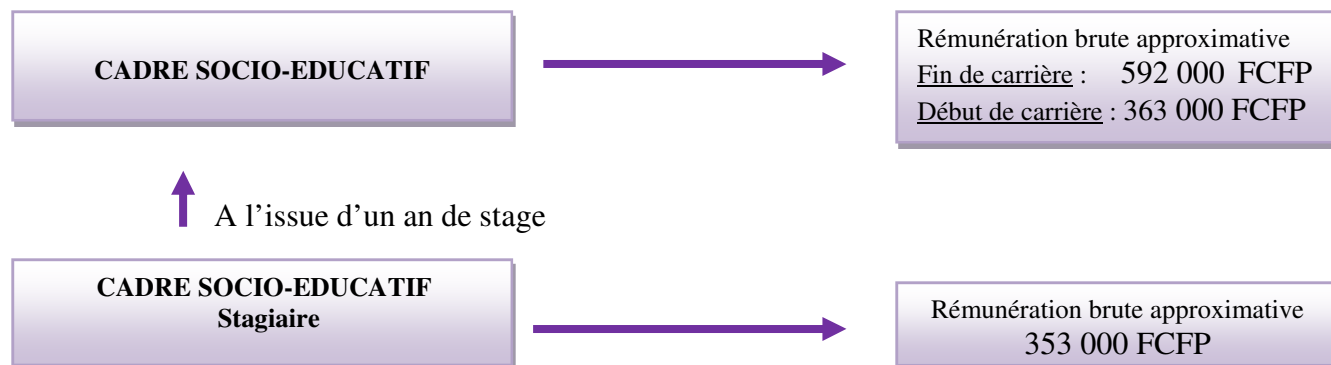 CADRE SOCIO-EDUCATIF
Rémunération brute approximative
Fin de carrière : 592 000 FCFP
Début de carrière : 363 000 FCFP
A l’issue d’un an de stage
CADRE SOCIO-EDUCATIF
Stagiaire
Rémunération brute approximative
353 000 FCFP